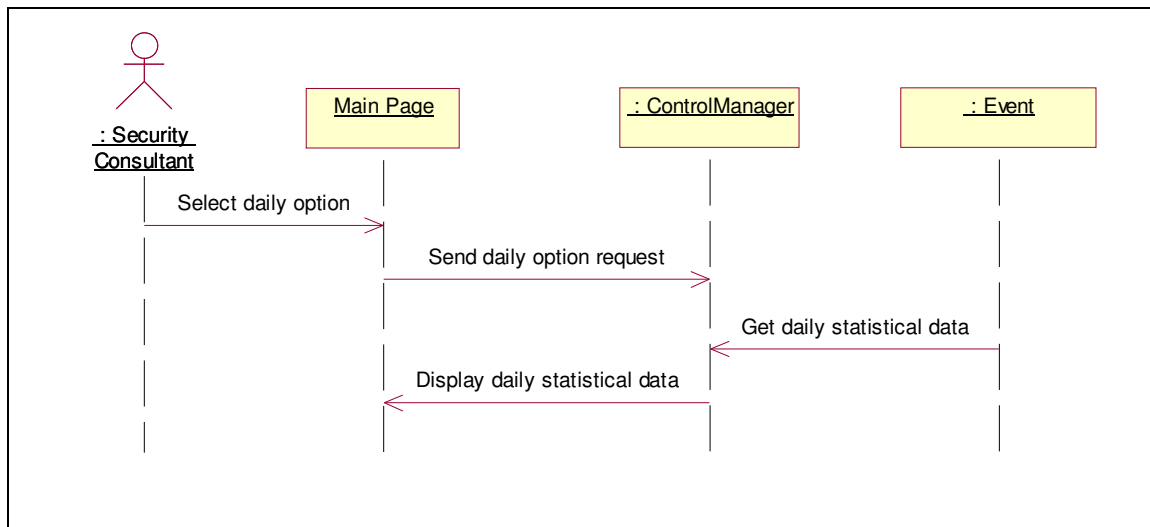 Main Page
: ControlManager
: Event
: Security
Consultant
Select daily option
Send daily option request
Get daily statistical data
Display daily statistical data